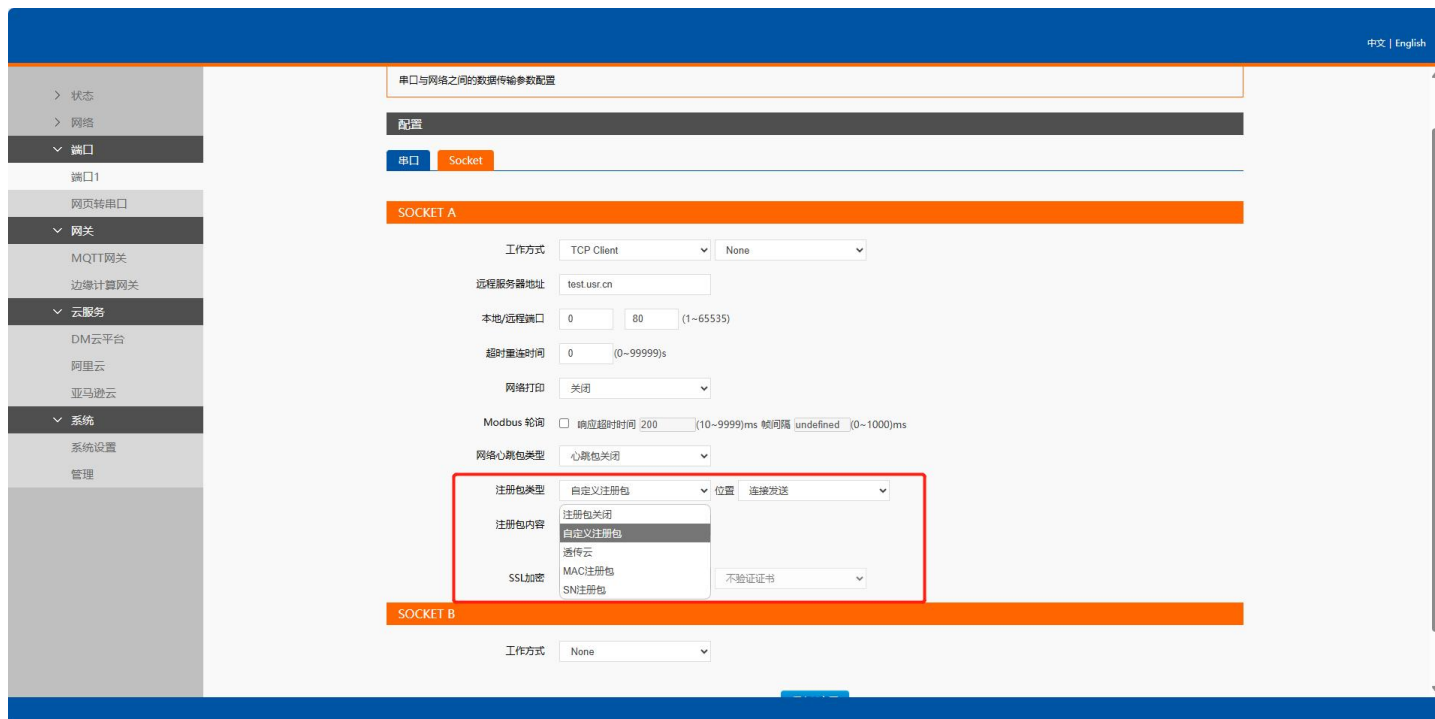 中文 | English
状态
网络
端口
端口1
网页转串口
网关
MQTT网关
边缘计算网关
云服务
DM云平台
阿里云
亚马逊云
系统
系统设置
管理
串口与网络之间的数据传输参数配置
配置
串口 Socket
SOCKET A
工作方式 TCP Client None
远程服务器地址 test.usr.cn
本地/远程端口 0 80 (1~65535)
超时重连时间 0 (0~99999)s
网络打印 关闭
Modbus 轮询 响应超时时间 200 (10~9999)ms 帧间隔 undefined (0~1000)ms
网络心跳包类型 心跳包关闭
注册包类型 自定义注册包 位置 连接发送
注册包内容
注册包关闭
自定义注册包
透传云
MAC注册包
SN注册包
SSL加密 不验证证书
SOCKET B
工作方式 None